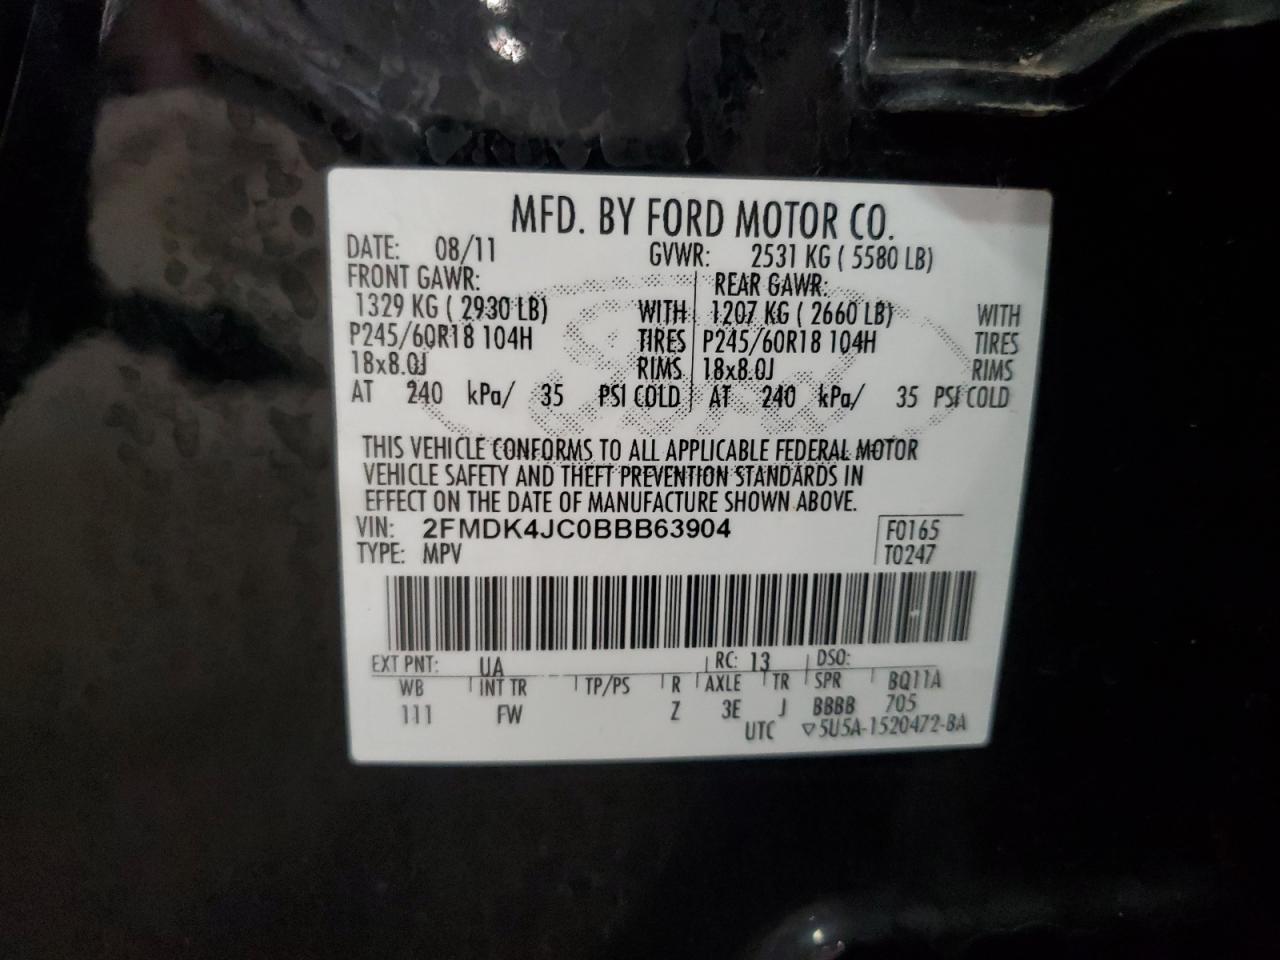 MFD. BY FORD MOTOR CO.
DATE: 08/11 GVWR: 2531 KG ( 5580 LB)
FRONT GAWR: REAR GAWR:
1329 KG ( 2930 LB) WITH 1207 KG ( 2660 LB) WITH
P245/60R18 104H TIRES P245/60R18 104H TIRES
18x8.0J RIMS 18x8.0J RIMS
AT 240 kPa/ 35 PSI COLD AT 240 kPa/ 35 PSI COLD
THIS VEHICLE CONFORMS TO ALL APPLICABLE FEDERAL MOTOR
VEHICLE SAFETY AND THEFT PREVENTION STANDARDS IN
EFFECT ON THE DATE OF MANUFACTURE SHOWN ABOVE.
VIN: 2FMDK4JC0BBB63904 F0165
TYPE: MPV T0247
EXT PNT: UA RC: 13 DSO:
WB INT TR TP/PS R AXLE TR SPR BQ11A
111 FW Z 3E J BBBB 705
UTC ▽5U5A-1520472-BA